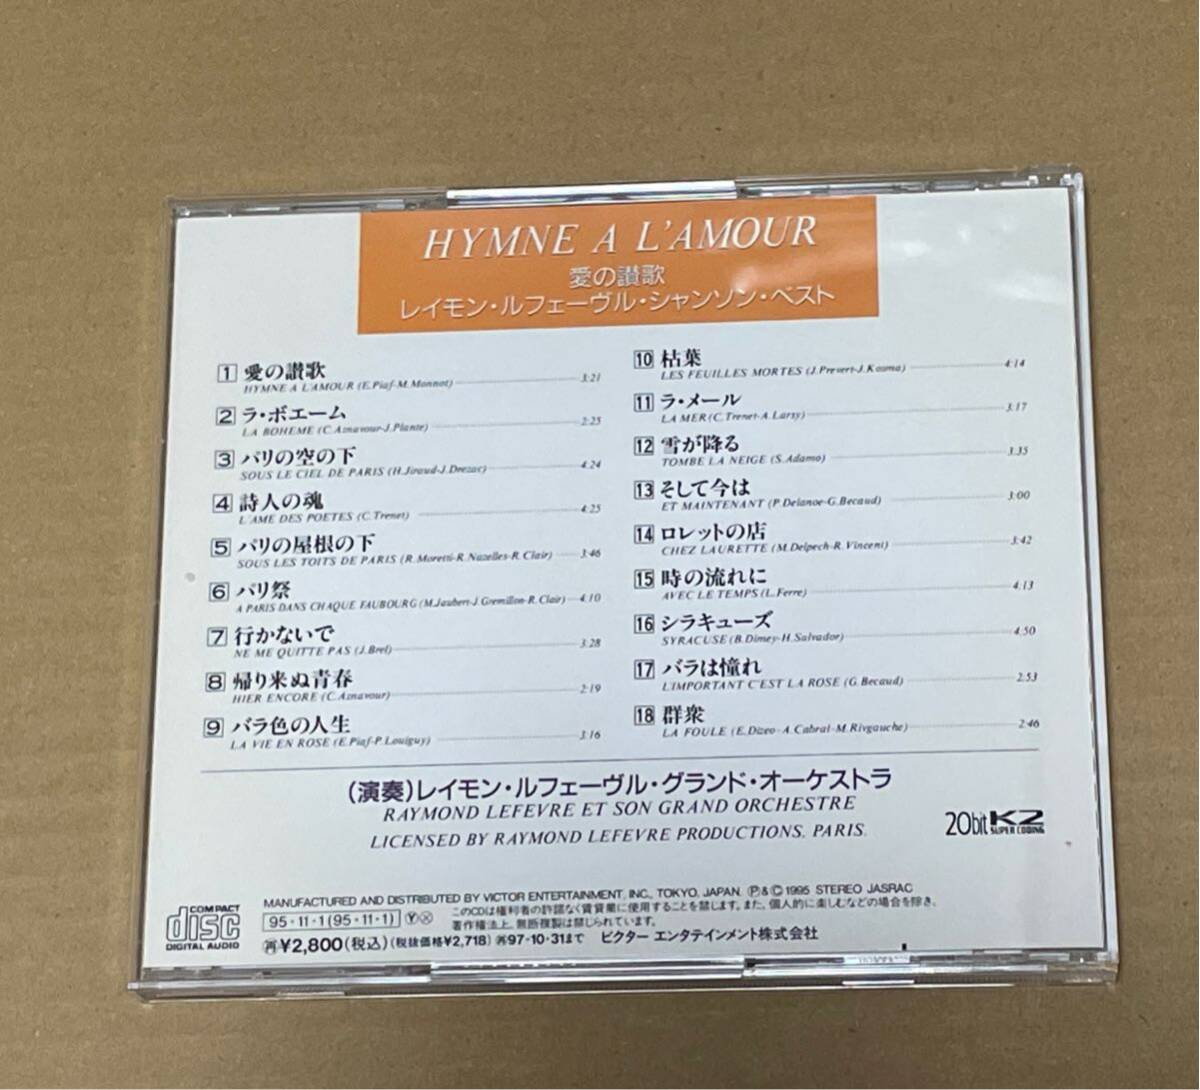 HYMNE A L'AMOUR
愛の讃歌
レイモン・ルフェーヴル・シャンソン・ベスト
1 愛の讃歌
HYMNE A L'AMOUR (E.Piaf-M.Monnot) 3:21
2 ラ・ボエーム
LA BOHEME (C.Aznavour-J.Plante) 2:25
3 パリの空の下
SOUS LE CIEL DE PARIS (H.Jiraud-J.Drezac) 4:24
4 詩人の魂
L'AME DES POETES (C.Trenet) 4:25
5 パリの屋根の下
SOUS LES TOITS DE PARIS (R.Moretti-R.Nazelles-R.Clair) 3:46
6 パリ祭
A PARIS DANS CHAQUE FAUBOURG (M.Jaubert-J.Gremillon-R.Clair) 4:10
7 行かないで
NE ME QUITTE PAS (J.Brel) 3:28
8 帰り来ぬ青春
HIER ENCORE (C.Aznavour) 2:19
9 バラ色の人生
LA VIE EN ROSE (E.Piaf-P.Louiguy) 3:16
10 枯葉
LES FEUILLES MORTES (J.Prevert-J.Kosma) 4:14
11 ラ・メール
LA MER (C.Trenet-A.Larsy) 3:17
12 雪が降る
TOMBE LA NEIGE (S.Adamo) 3:35
13 そして今は
ET MAINTENANT (P.Delanoe-G.Becaud) 3:00
14 ロレットの店
CHEZ LAURETTE (M.Delpech-R.Vincent) 3:42
15 時の流れに
AVEC LE TEMPS (L.Ferre) 4:13
16 シラキューズ
SYRACUSE (B.Dimey-H.Salvador) 4:50
17 バラは憧れ
L'IMPORTANT C'EST LA ROSE (G.Becaud) 2:53
18 群衆
LA FOULE (E.Dizeo-A.Cabral-M.Rivgauche) 2:46
(演奏)レイモン・ルフェーヴル・グランド・オーケストラ
RAYMOND LEFEVRE ET SON GRAND ORCHESTRE
LICENSED BY RAYMOND LEFEVRE PRODUCTIONS. PARIS.
20bit K2 SUPER CODING
COMPACT disc DIGITAL AUDIO
MANUFACTURED AND DISTRIBUTED BY VICTOR ENTERTAINMENT, INC., TOKYO, JAPAN. Ⓟ&Ⓒ 1995 STEREO JASRAC
95・11・1(95・11・1) Ⓨ Ⓧ このCDは権利者の許諾なく賃貸業に使用することを禁じます。また、個人的に楽しむなどの場合を除き、
著作権法上、無断複製は禁じられています。
㊢¥2,800(税込)(税抜価格¥2,718) ㊢97・10・31まで ビクター エンタテインメント株式会社